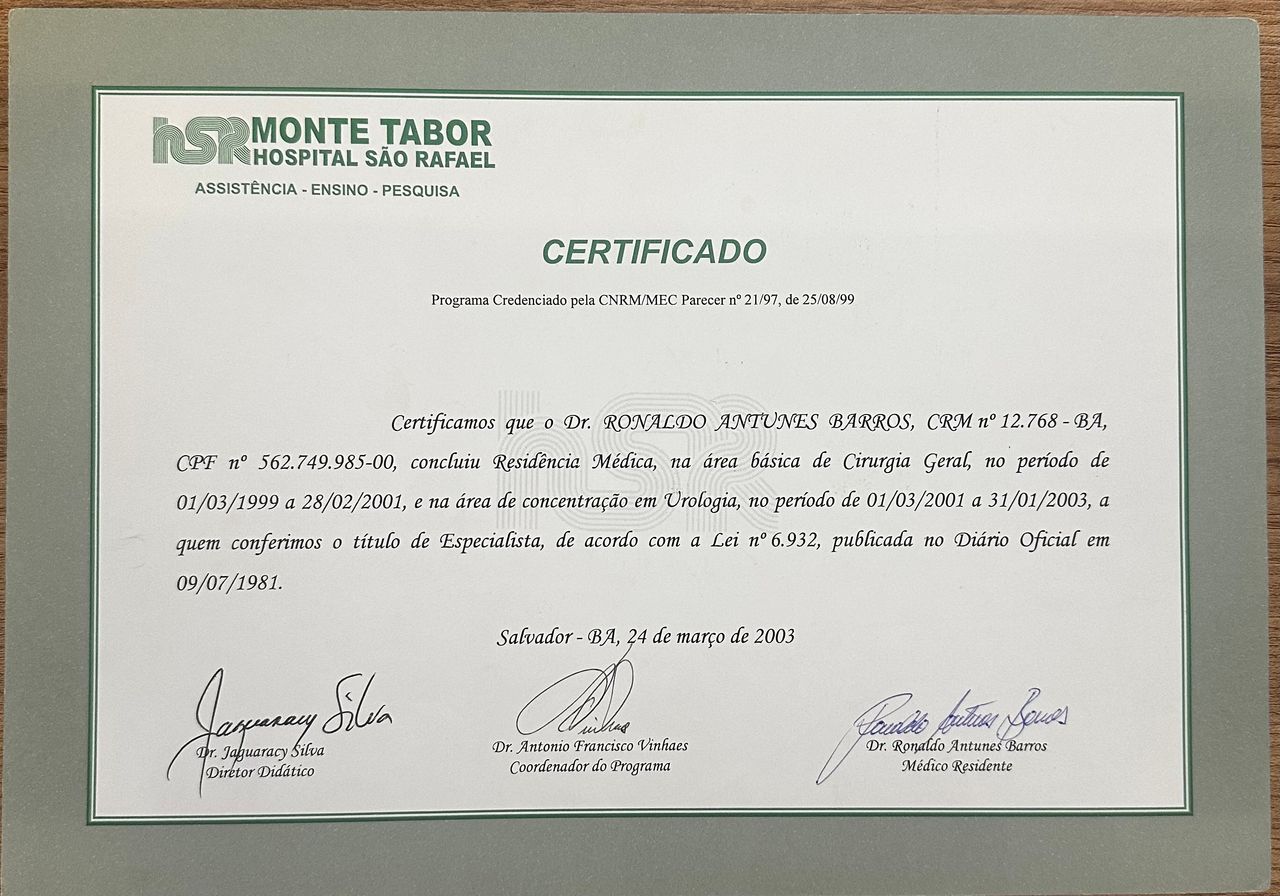 hSR MONTE TABOR
HOSPITAL SÃO RAFAEL
ASSISTÊNCIA - ENSINO - PESQUISA
CERTIFICADO
Programa Credenciado pela CNRM/MEC Parecer nº 21/97, de 25/08/99
hSR
Certificamos que o Dr. RONALDO ANTUNES BARROS, CRM nº 12.768 - BA,
CPF nº 562.749.985-00, concluiu Residência Médica, na área básica de Cirurgia Geral, no período de
01/03/1999 a 28/02/2001, e na área de concentração em Urologia, no período de 01/03/2001 a 31/01/2003, a
quem conferimos o título de Especialista, de acordo com a Lei nº 6.932, publicada no Diário Oficial em
09/07/1981.
Salvador - BA, 24 de março de 2003
Jaguaracy Silva
Vinhaes
Ronaldo Antunes Barros
Dr. Jaguaracy Silva
Diretor Didático
Dr. Antonio Francisco Vinhaes
Coordenador do Programa
Dr. Ronaldo Antunes Barros
Médico Residente